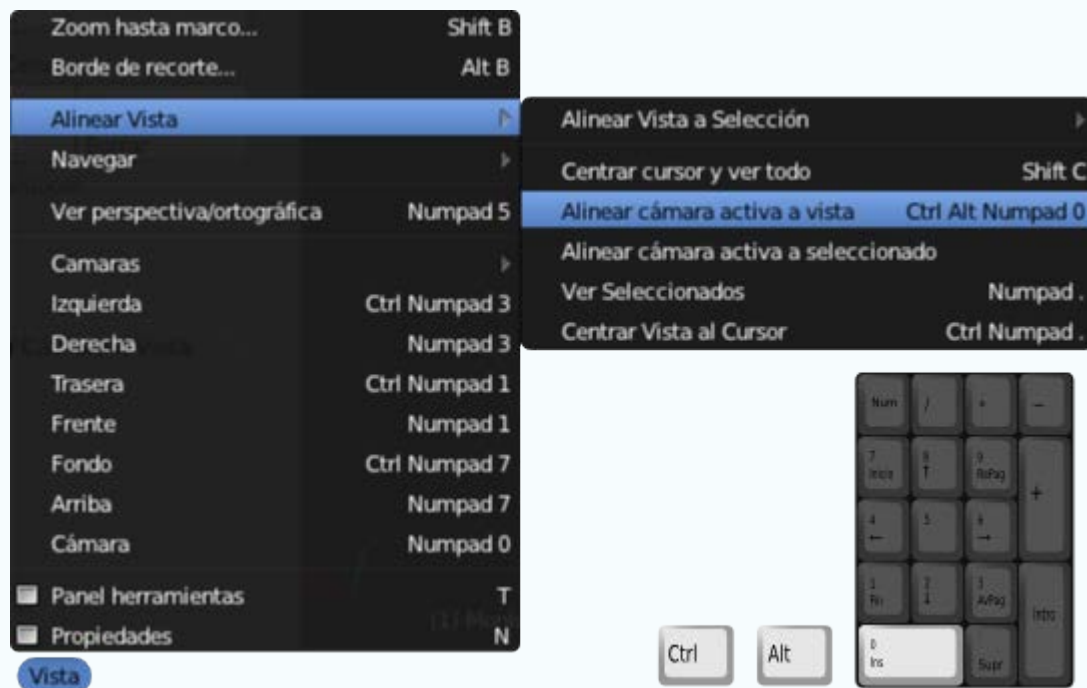 Zoom hasta marco... Shift B
Borde de recorte... Alt B
Alinear Vista
Navegar
Ver perspectiva/ortográfica Numpad 5
Camaras
Izquierda Ctrl Numpad 3
Derecha Numpad 3
Trasera Ctrl Numpad 1
Frente Numpad 1
Fondo Ctrl Numpad 7
Arriba Numpad 7
Cámara Numpad 0
Panel herramientas T
Propiedades N
Vista
Alinear Vista a Selección
Centrar cursor y ver todo Shift C
Alinear cámara activa a vista Ctrl Alt Numpad 0
Alinear cámara activa a seleccionado
Ver Seleccionados Numpad .
Centrar Vista al Cursor Ctrl Numpad .
Ctrl Alt
Num / * -
7 8 9 +
Inicio ↑ RePag
4 5 6
← →
1 2 3 Intro
Fin ↓ AvPag
0 Supr
Ins